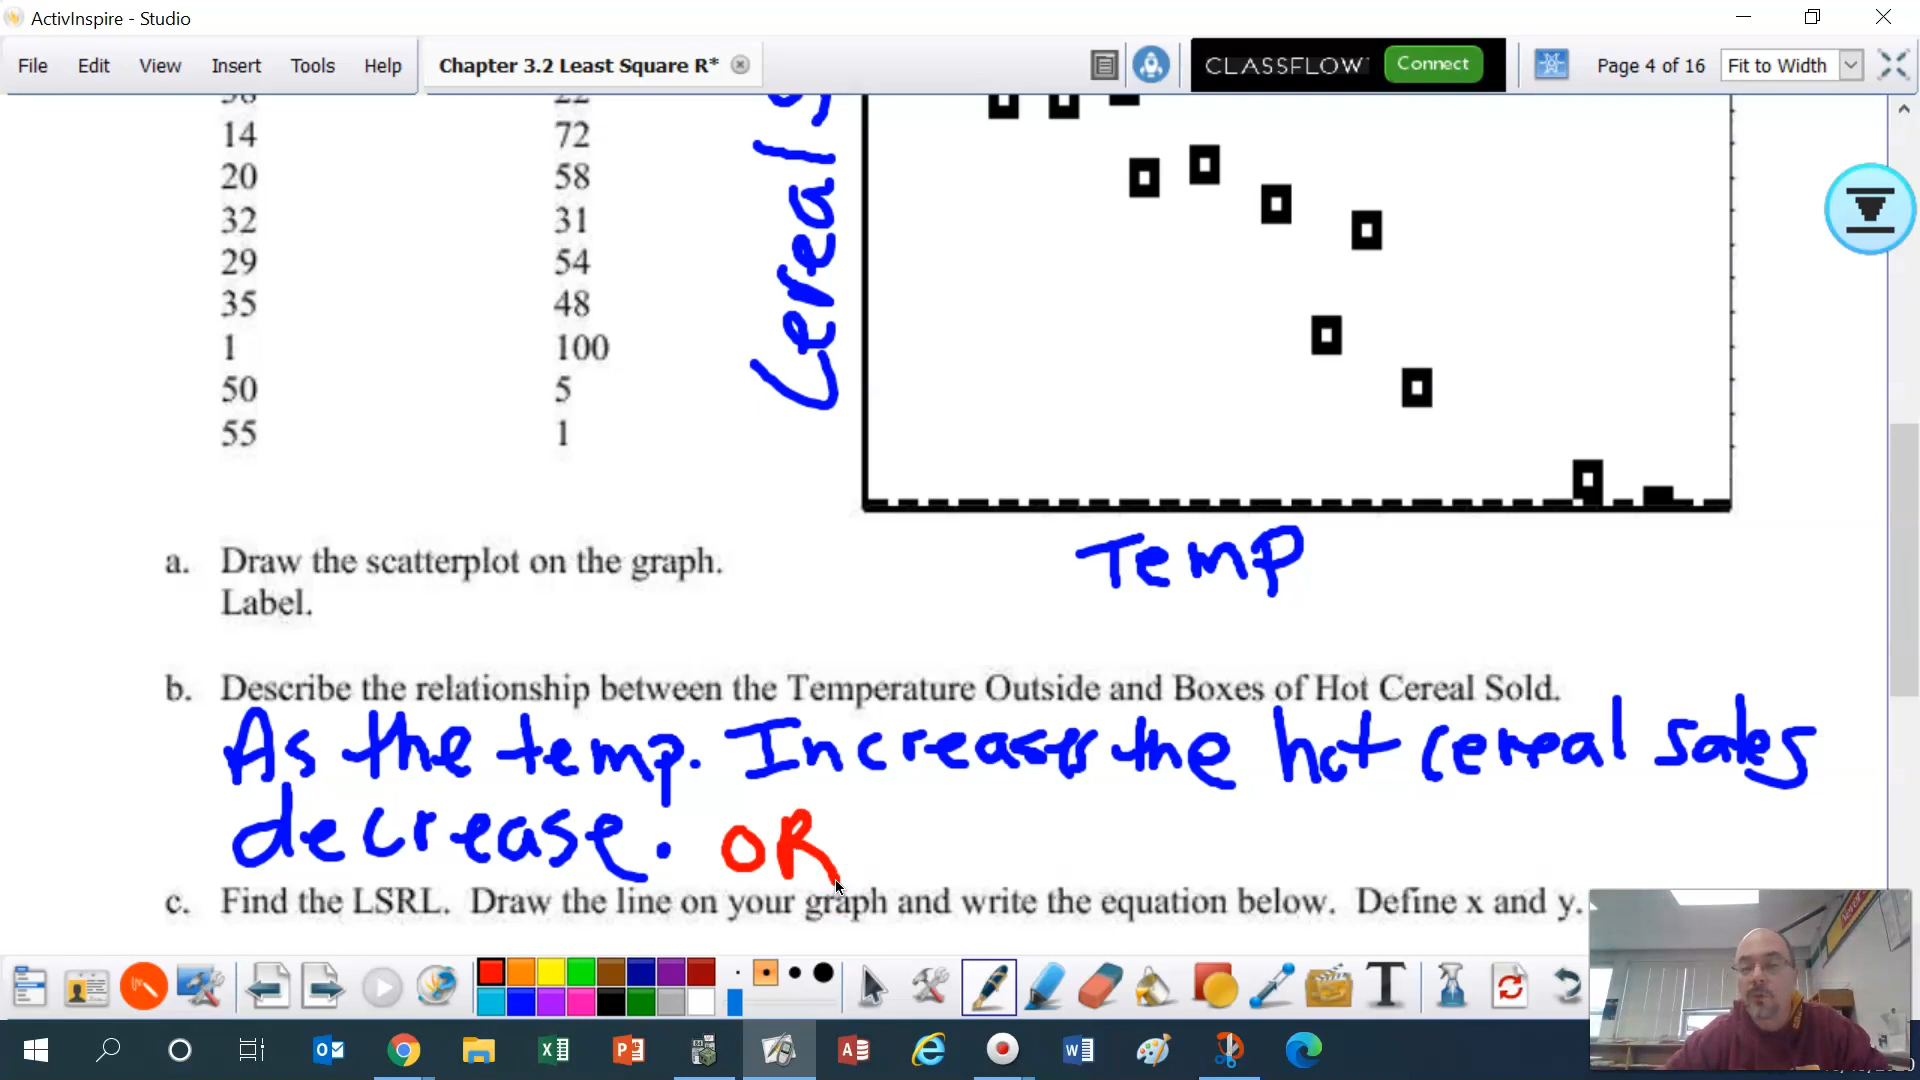 ActivInspire - Studio
File Edit View Insert Tools Help
Chapter 3.2 Least Square R*
CLASSFLOW Connect
Page 4 of 16 Fit to Width
22
14 72
20 58
32 31
29 54
35 48
1 100
50 5
55 1
Cereal
Temp
a. Draw the scatterplot on the graph.
Label.
b. Describe the relationship between the Temperature Outside and Boxes of Hot Cereal Sold.
As the temp. Increases the hot cereal sales
decrease. OR
c. Find the LSRL. Draw the line on your graph and write the equation below. Define x and y.